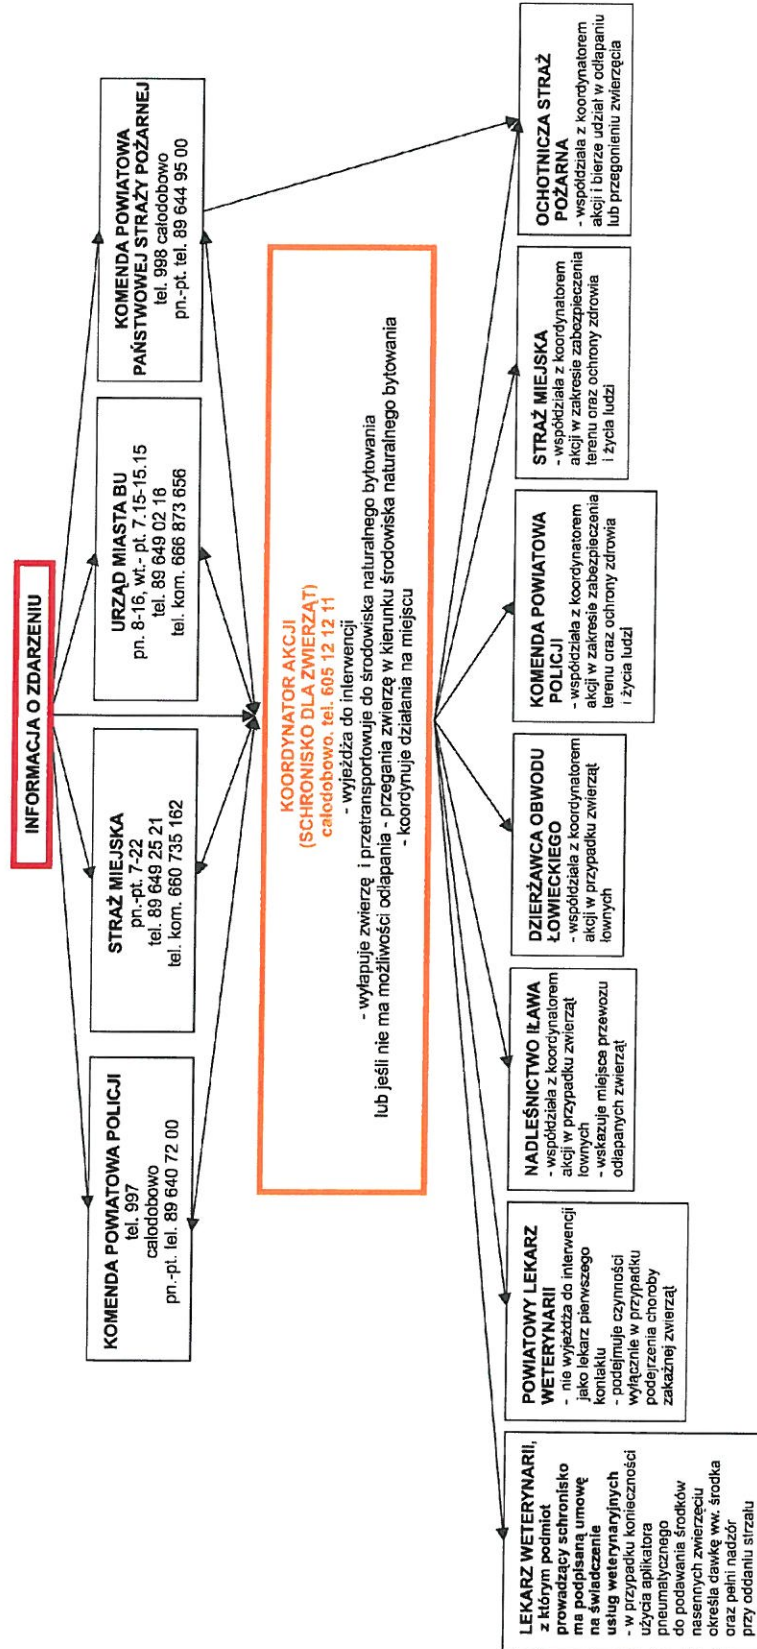 INFORMACJA O ZDARZENIU
KOMENDA POWIATOWA POLICJI
tel. 997
całodobowo
pn.-pt. tel. 89 640 72 00
STRAŻ MIEJSKA
pn.-pt. 7-22
tel. 89 649 25 21
tel. kom. 660 735 162
URZĄD MIASTA BU
pn. 8-16, wt.- pt. 7.15-15.15
tel. 89 649 02 16
tel. kom. 666 873 656
KOMENDA POWIATOWA
PAŃSTWOWEJ STRAŻY POŻARNEJ
tel. 998 całodobowo
pn.-pt. tel. 89 644 95 00
KOORDYNATOR AKCJI
(SCHRONISKO DLA ZWIERZĄT)
całodobowo. tel. 605 12 12 11
- wyjeżdża do interwencji
- wyłapuje zwierzę i przetransportowuje do środowiska naturalnego bytowania
lub jeśli nie ma możliwości odłapania - przegania zwierzę w kierunku środowiska naturalnego bytowania
- koordynuje działania na miejscu
LEKARZ WETERYNARII,
z którym podmiot
prowadzący schronisko
ma podpisaną umowę
na świadczenie
usług weterynaryjnych
- w przypadku konieczności
użycia aplikatora
pneumatycznego
do podawania środków
nasennych zwierzęciu
określa dawkę ww. środka
oraz pełni nadzór
przy oddaniu strzału
POWIATOWY LEKARZ
WETERYNARII
- nie wyjeżdża do interwencji
jako lekarz pierwszego
kontaktu
- podejmuje czynności
wyłącznie w przypadku
podejrzenia choroby
zakaźnej zwierząt
NADLEŚNICTWO IŁAWA
- współdziała z koordynatorem
akcji w przypadku zwierząt
łownych
- wskazuje miejsce przewozu
odłapanych zwierząt
DZIERŻAWCA OBWODU
ŁOWIECKIEGO
- współdziała z koordynatorem
akcji w przypadku zwierząt
łownych
KOMENDA POWIATOWA
POLICJI
- współdziała z koordynatorem
akcji w zakresie zabezpieczenia
terenu oraz ochrony zdrowia
i życia ludzi
STRAŻ MIEJSKA
- współdziała z koordynatorem
akcji w zakresie zabezpieczenia
terenu oraz ochrony zdrowia
i życia ludzi
OCHOTNICZA STRAŻ
POŻARNA
- współdziała z koordynatorem
akcji i bierze udział w odłapaniu
lub przegonieniu zwierzęcia